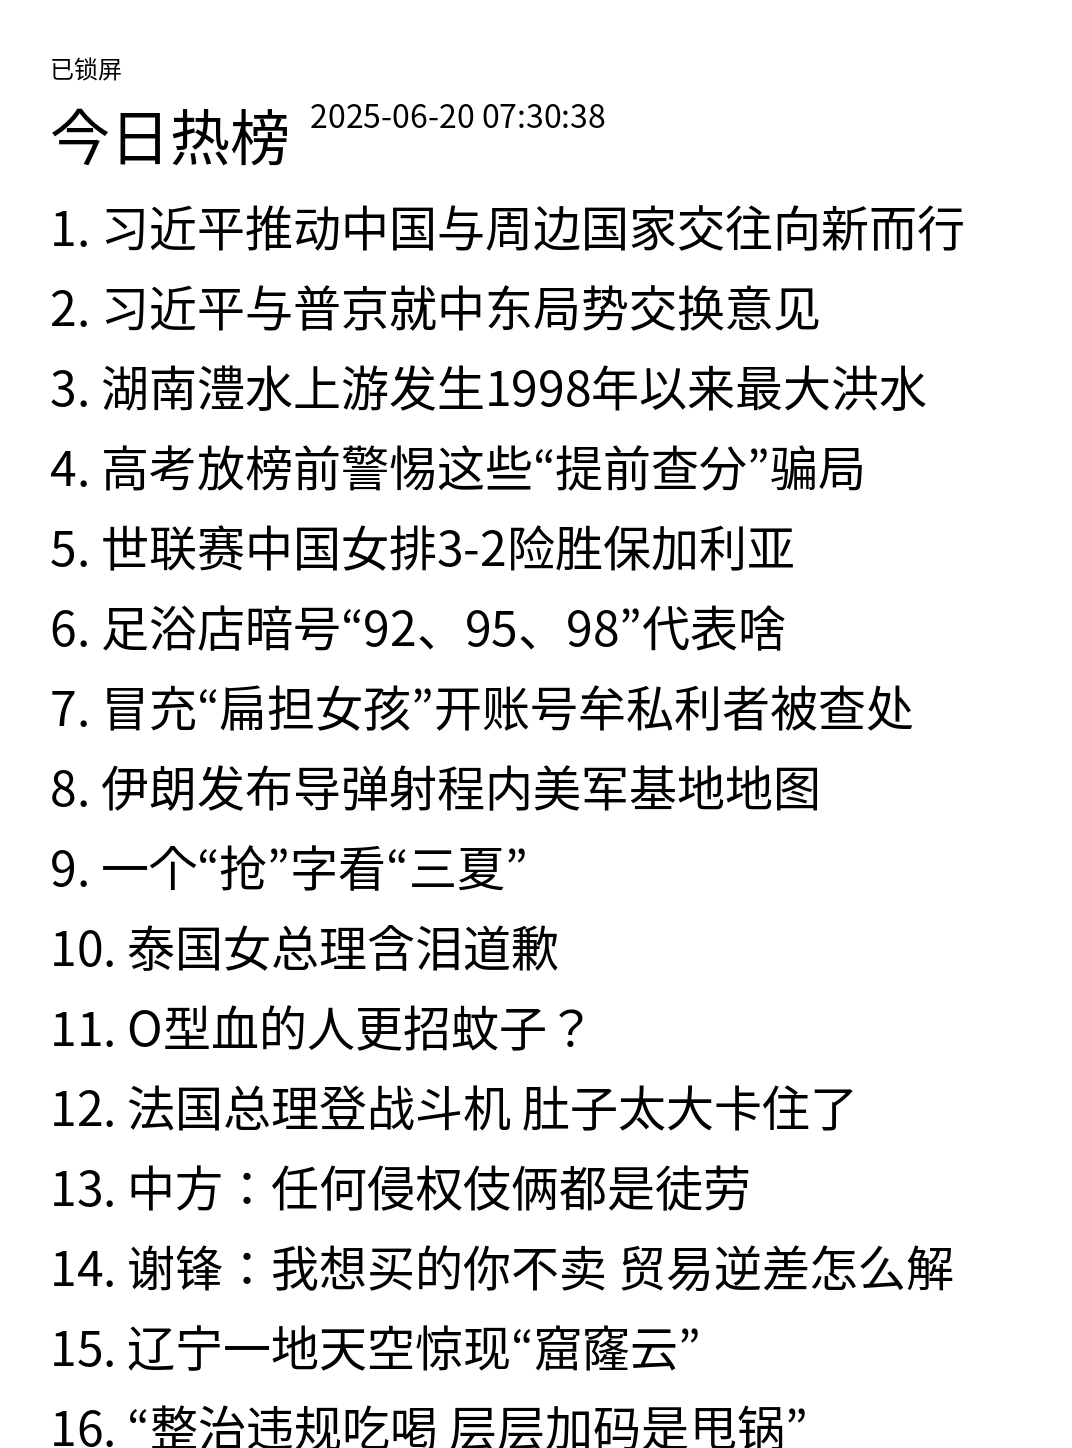 已锁屏
今日热榜 2025-06-20 07:30:38
1. 习近平推动中国与周边国家交往向新而行
2. 习近平与普京就中东局势交换意见
3. 湖南澧水上游发生1998年以来最大洪水
4. 高考放榜前警惕这些“提前查分”骗局
5. 世联赛中国女排3-2险胜保加利亚
6. 足浴店暗号“92、95、98”代表啥
7. 冒充“扁担女孩”开账号牟私利者被查处
8. 伊朗发布导弹射程内美军基地地图
9. 一个“抢”字看“三夏”
10. 泰国女总理含泪道歉
11. O型血的人更招蚊子？
12. 法国总理登战斗机 肚子太大卡住了
13. 中方：任何侵权伎俩都是徒劳
14. 谢锋：我想买的你不卖 贸易逆差怎么解
15. 辽宁一地天空惊现“窟窿云”
16. “整治违规吃喝 层层加码是甩锅”